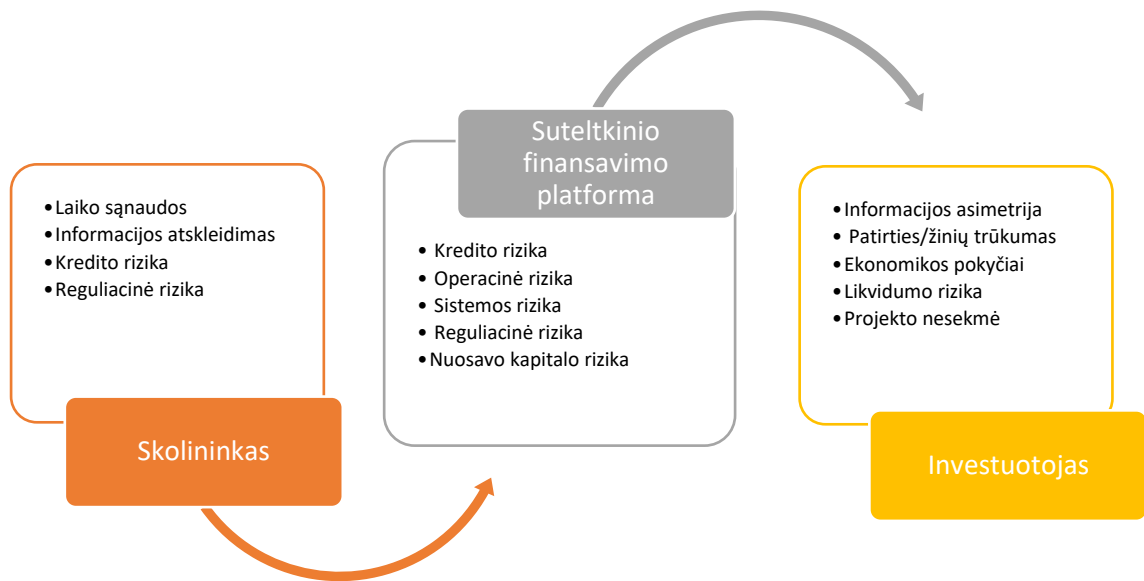 •Laiko sąnaudos
•Informacijos atskleidimas
•Kredito rizika
•Reguliacinė rizika
Skolininkas
Suteltkinio
finansavimo
platforma
• Kredito rizika
• Operacinė rizika
• Sistemos rizika
• Reguliacinė rizika
•Nuosavo kapitalo rizika
•Informacijos asimetrija
• Patirties/žinių trūkumas
•Ekonomikos pokyčiai
•Likvidumo rizika
•Projekto nesekmė
Investuotojas